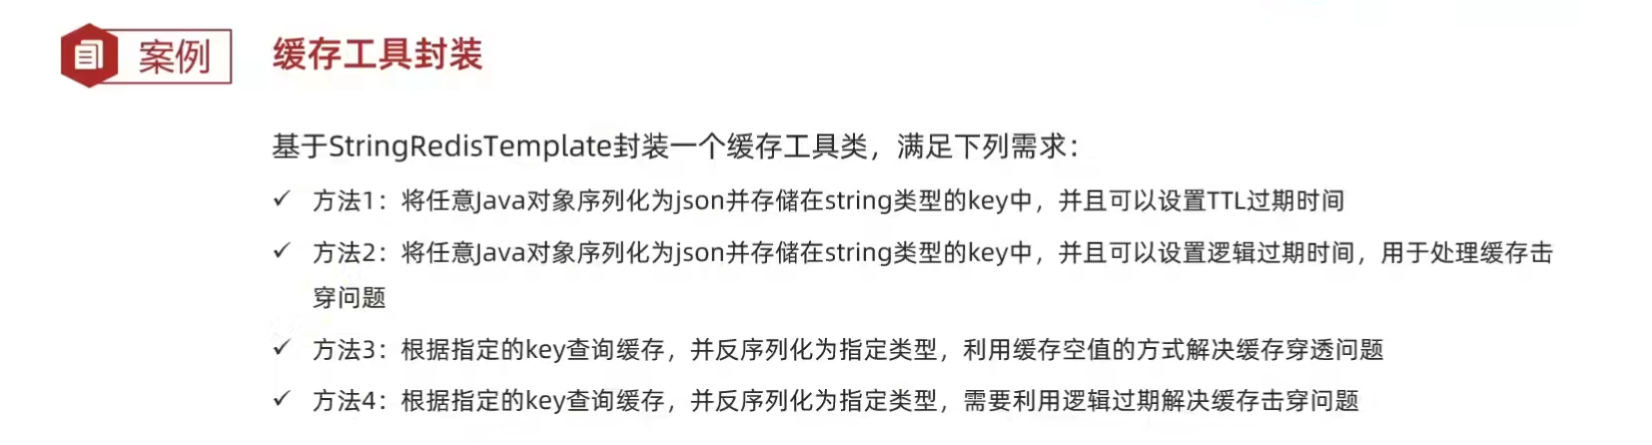 案例
缓存工具封装
基于StringRedisTemplate封装一个缓存工具类，满足下列需求：
✓ 方法1：将任意Java对象序列化为json并存储在string类型的key中，并且可以设置TTL过期时间
✓ 方法2：将任意Java对象序列化为json并存储在string类型的key中，并且可以设置逻辑过期时间，用于处理缓存击
穿问题
✓ 方法3：根据指定的key查询缓存，并反序列化为指定类型，利用缓存空值的方式解决缓存穿透问题
✓ 方法4：根据指定的key查询缓存，并反序列化为指定类型，需要利用逻辑过期解决缓存击穿问题